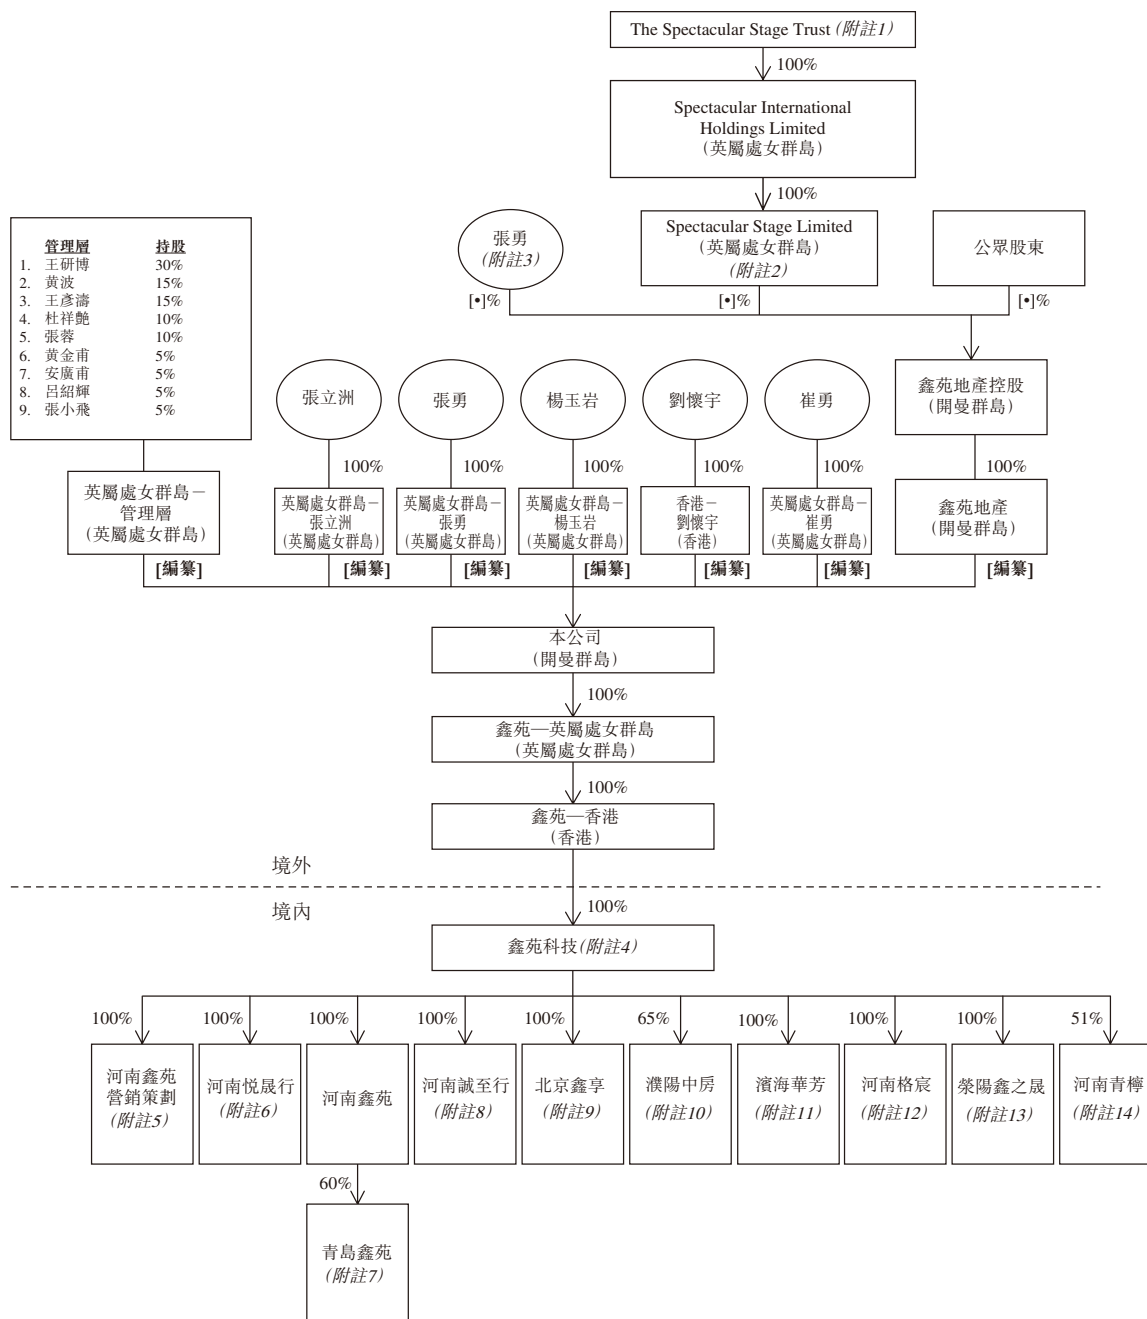 The Spectacular Stage Trust (附註1)
100%
Spectacular International
Holdings Limited
(英屬處女群島)
100%
管理層 持股
1. 王研博 30%
2. 黃波 15%
3. 王彥濤 15%
4. 杜祥艷 10%
5. 張蓉 10%
6. 黃金甫 5%
7. 安廣甫 5%
8. 呂紹輝 5%
9. 張小飛 5%
張勇
(附註3)
Spectacular Stage Limited
(英屬處女群島)
(附註2)
公眾股東
[•]% [•]% [•]%
張立洲
張勇
楊玉岩
劉懷宇
崔勇
鑫苑地產控股
(開曼群島)
100% 100% 100% 100% 100% 100%
英屬處女群島－
管理層
(英屬處女群島)
英屬處女群島－
張立洲
(英屬處女群島)
英屬處女群島－
張勇
(英屬處女群島)
英屬處女群島－
楊玉岩
(英屬處女群島)
香港－
劉懷宇
(香港)
英屬處女群島－
崔勇
(英屬處女群島)
鑫苑地產
(開曼群島)
[編纂] [編纂] [編纂] [編纂] [編纂] [編纂] [編纂]
本公司
(開曼群島)
100%
鑫苑—英屬處女群島
(英屬處女群島)
100%
鑫苑—香港
(香港)
境外
境內
100%
鑫苑科技(附註4)
100% 100% 100% 100% 100% 65% 100% 100% 100% 51%
河南鑫苑
營銷策劃
(附註5)
河南悅晟行
(附註6)
河南鑫苑
河南誠至行
(附註8)
北京鑫享
(附註9)
濮陽中房
(附註10)
濱海華芳
(附註11)
河南格宸
(附註12)
滎陽鑫之晟
(附註13)
河南青檸
(附註14)
60%
青島鑫苑
(附註7)